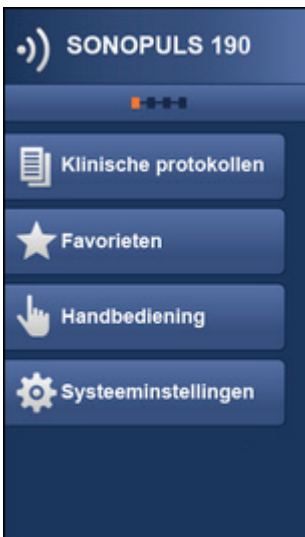 SONOPULS 190
Klinische protokollen
Favorieten
Handbediening
Systeeminstellingen